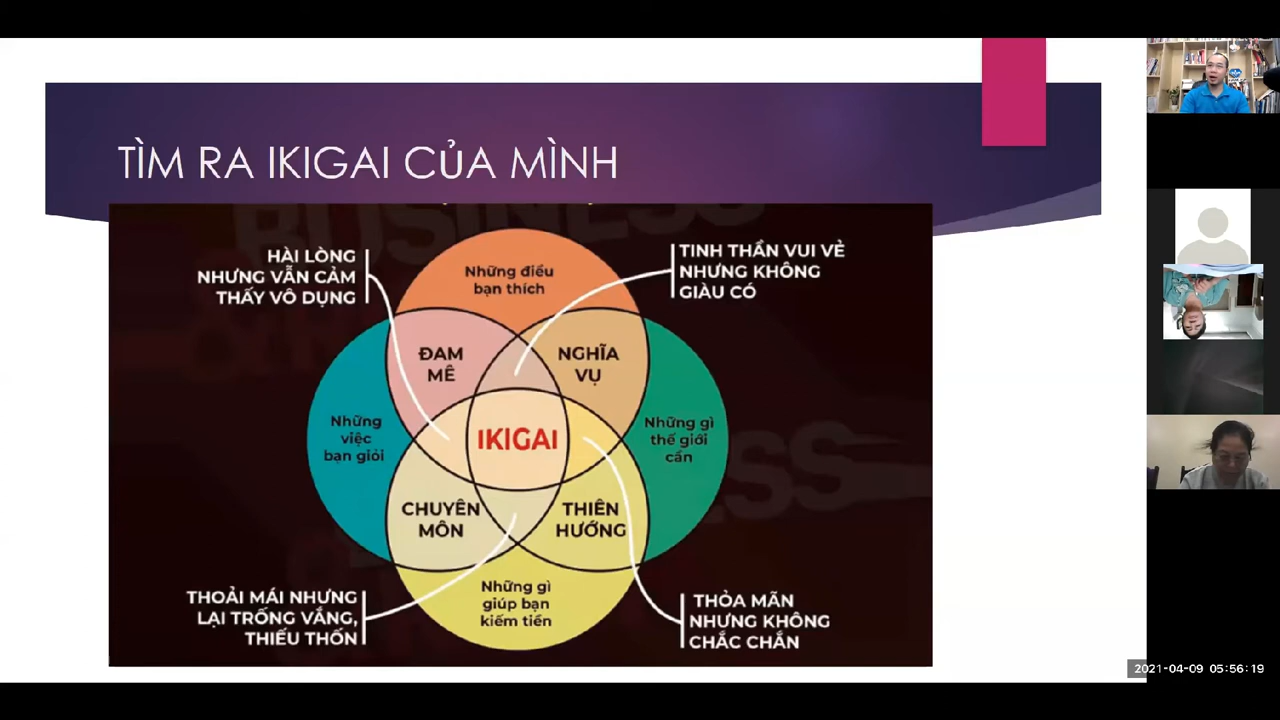 TÌM RA IKIGAI CỦA MÌNH
BUSINESS
HÀI LÒNG
NHƯNG VẪN CẢM
THẤY VÔ DỤNG
TINH THẦN VUI VẺ
NHƯNG KHÔNG
GIÀU CÓ
Những điều
bạn thích
ĐAM
MÊ
NGHĨA
VỤ
Những
việc
bạn giỏi
IKIGAI
Những gì
thế giới
cần
CHUYÊN
MÔN
THIÊN
HƯỚNG
Những gì
giúp bạn
kiếm tiền
THOẢI MÁI NHƯNG
LẠI TRỐNG VẮNG,
THIẾU THỐN
THỎA MÃN
NHƯNG KHÔNG
CHẮC CHẮN
2021-04-09 05:56:19